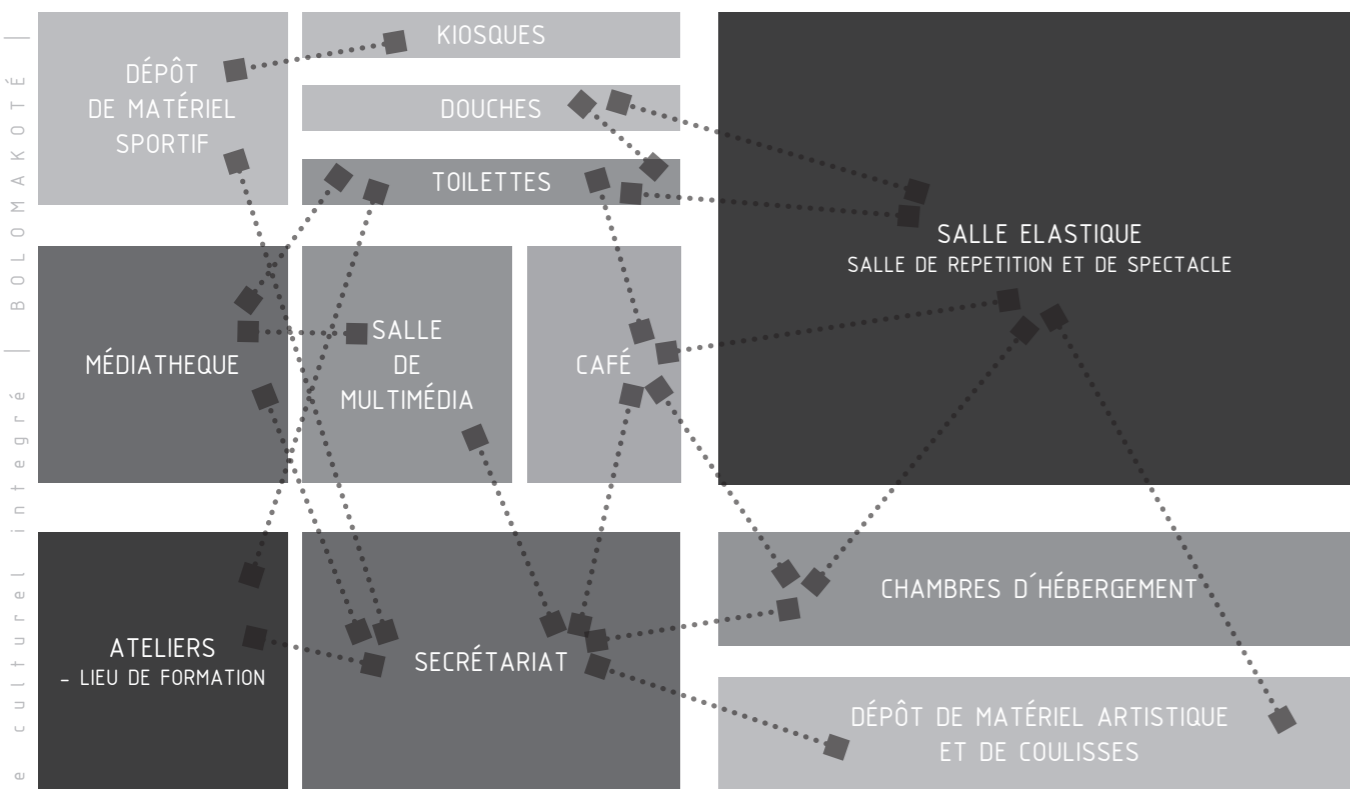 KIOSQUES
DÉPÔT
DE MATÉRIEL
SPORTIF
DOUCHES
TOILETTES
SALLE ELASTIQUE
SALLE DE REPETITION ET DE SPECTACLE
MÉDIATHEQUE
SALLE
DE
MULTIMÉDIA
CAFÉ
ATELIERS
- LIEU DE FORMATION
SECRÉTARIAT
CHAMBRES D´HÉBERGEMENT
DÉPÔT DE MATÉRIEL ARTISTIQUE
ET DE COULISSES
e culturel integré | BOLOMAKOTÉ |